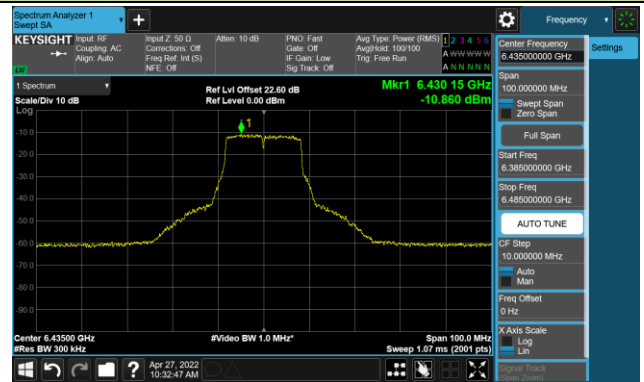 Spectrum Analyzer 1
Swept SA
+
Frequency
KEYSIGHT
Input: RF
Coupling: AC
Align: Auto
Input Z: 50 Ω
Corrections: Off
Freq Ref: Int (S)
NFE: Off
Atten: 10 dB
PNO: Fast
Gate: Off
IF Gain: Low
Sig Track: Off
Avg Type: Power (RMS)
Avg|Hold: 100/100
Trig: Free Run
1 2 3 4 5 6
A W W W W W
A N N N N N
1 Spectrum
Scale/Div 10 dB
Ref Lvl Offset 22.60 dB
Ref Level 0.00 dBm
Mkr1 6.430 15 GHz
-10.860 dBm
Log
1
-10.0
-20.0
-30.0
-40.0
-50.0
-60.0
-70.0
-80.0
-90.0
Center 6.43500 GHz
#Res BW 300 kHz
#Video BW 1.0 MHz*
Span 100.0 MHz
Sweep 1.07 ms (2001 pts)
Center Frequency
6.435000000 GHz
Settings
Span
100.000000 MHz
Swept Span
Zero Span
Full Span
Start Freq
6.385000000 GHz
Stop Freq
6.485000000 GHz
AUTO TUNE
CF Step
10.000000 MHz
Auto
Man
Freq Offset
0 Hz
X Axis Scale
Log
Lin
Signal Track
(Span Zoom)
?
Apr 27, 2022
10:32:47 AM